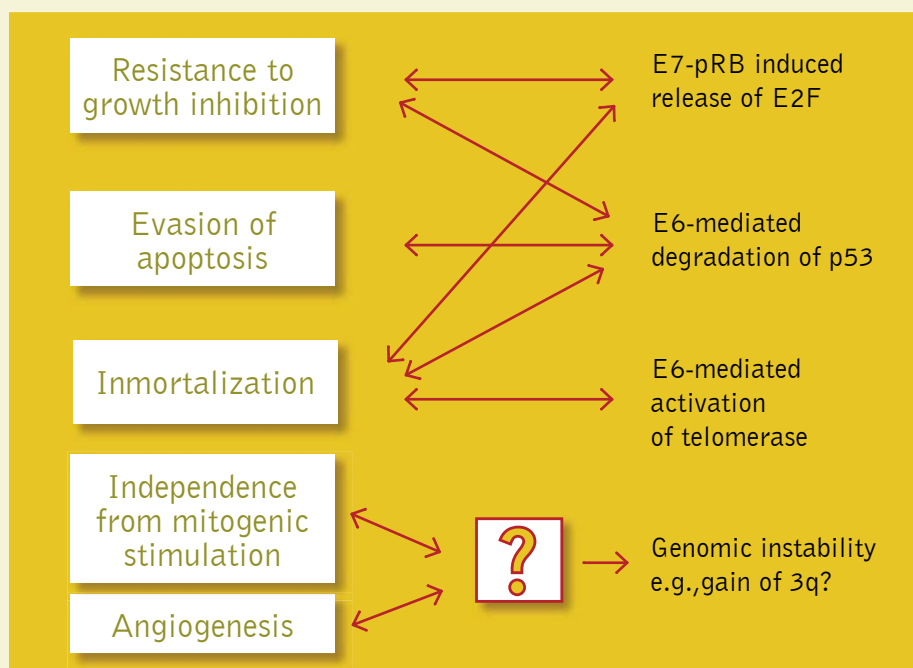 Resistance to
growth inhibition
E7-pRB induced
release of E2F
Evasion of
apoptosis
E6-mediated
degradation of p53
Inmortalization
E6-mediated
activation
of telomerase
Independence
from mitogenic
stimulation
?
Genomic instability
e.g.,gain of 3q?
Angiogenesis